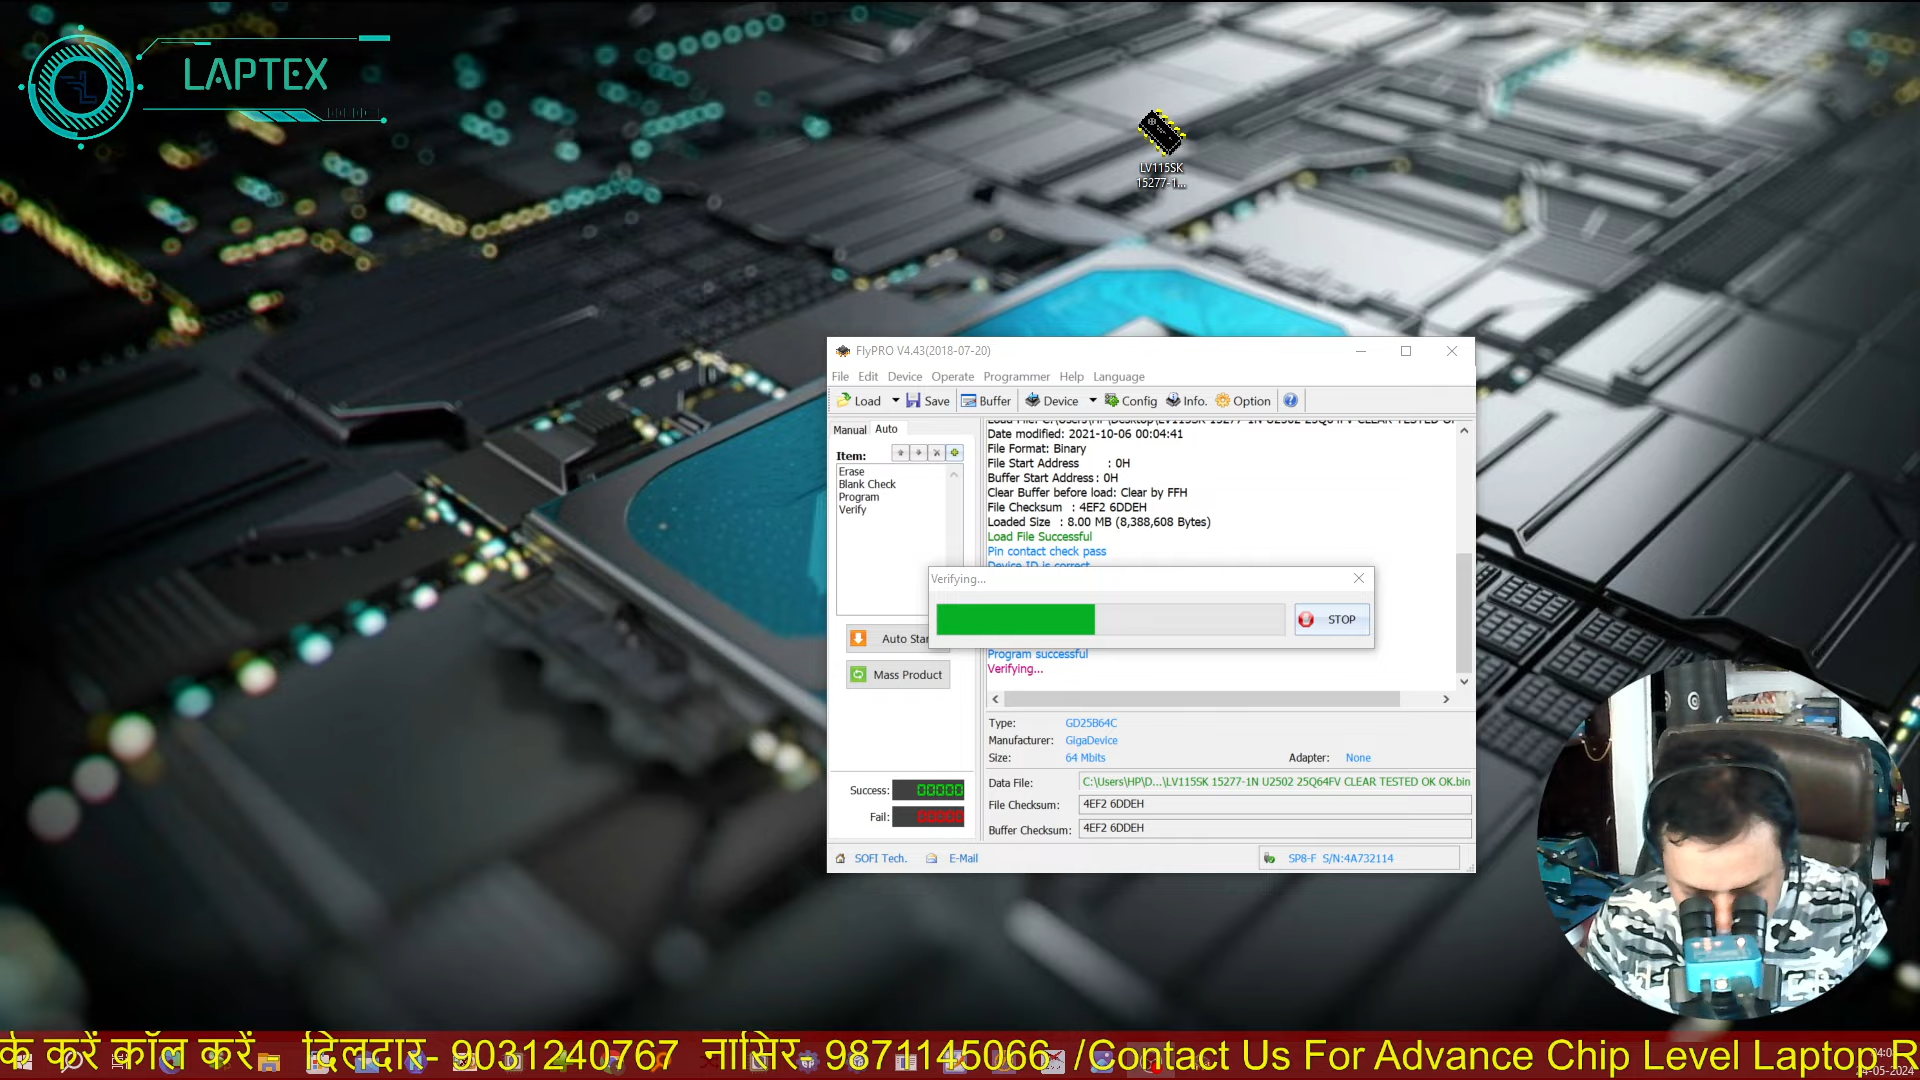 LAPTEX
LV115SK
15277-1...
FlyPRO V4.43(2018-07-20)
File Edit Device Operate Programmer Help Language
Load Save Buffer Device Config Info. Option
Manual Auto
Item:
Erase
Blank Check
Program
Verify
Date modified: 2021-10-06 00:04:41
File Format: Binary
File Start Address : 0H
Buffer Start Address: 0H
Clear Buffer before load: Clear by FFH
File Checksum : 4EF2 6DDEH
Loaded Size : 8.00 MB (8,388,608 Bytes)
Load File Successful
Pin contact check pass
Device ID is correct
Verifying...
STOP
Auto Star
Program successful
Verifying...
Mass Product
Type: GD25B64C
Manufacturer: GigaDevice
Size: 64 Mbits
Adapter: None
Data File: C:\Users\HP\D...\LV115SK 15277-1N U2502 25Q64FV CLEAR TESTED OK OK.bin
Success: 00000
File Checksum: 4EF2 6DDEH
Fail: 00000
Buffer Checksum: 4EF2 6DDEH
SOFI Tech. E-Mail
SP8-F S/N:4A732114
र्क करें कॉल करें दिलदार- 9031240767 नासिर- 9871145066 /Contact Us For Advance Chip Level Laptop R